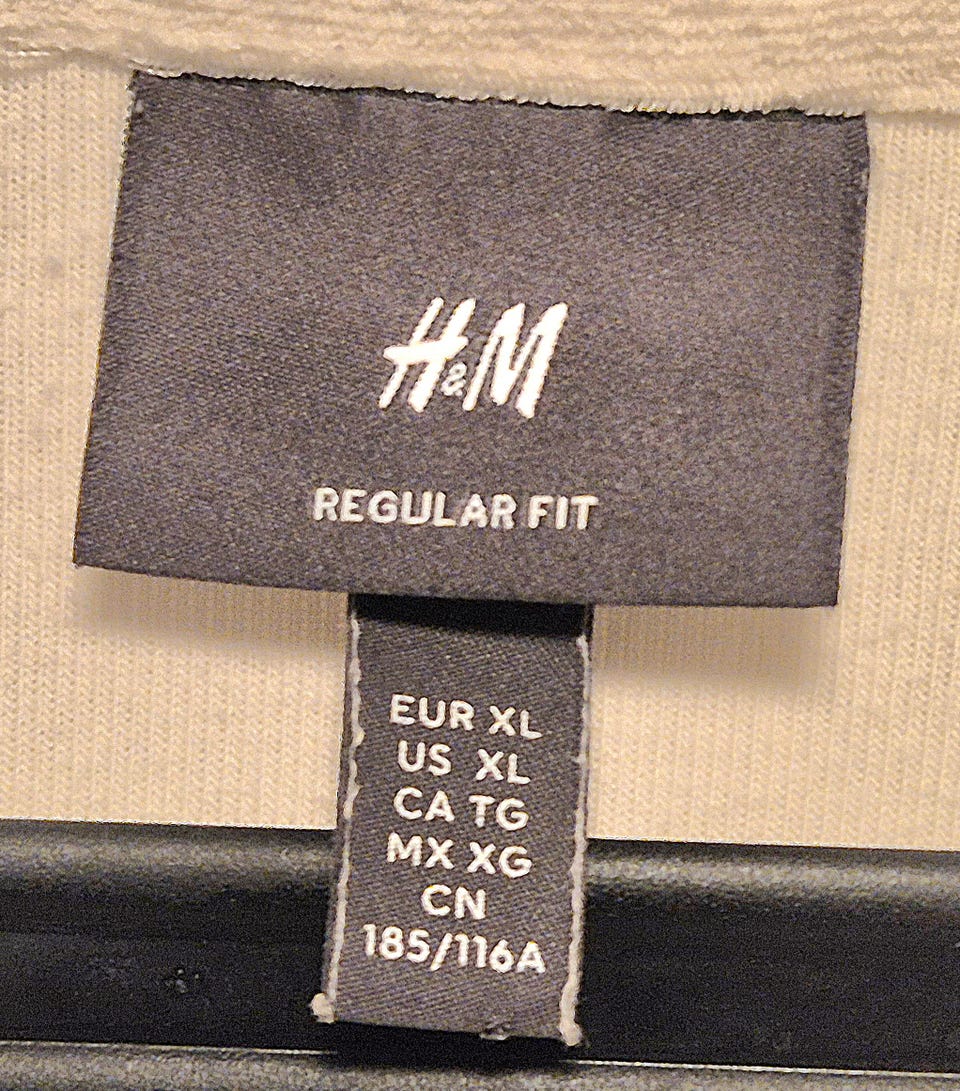 H&M
REGULAR FIT
EUR XL
US XL
CA TG
MX XG
CN
185/116A